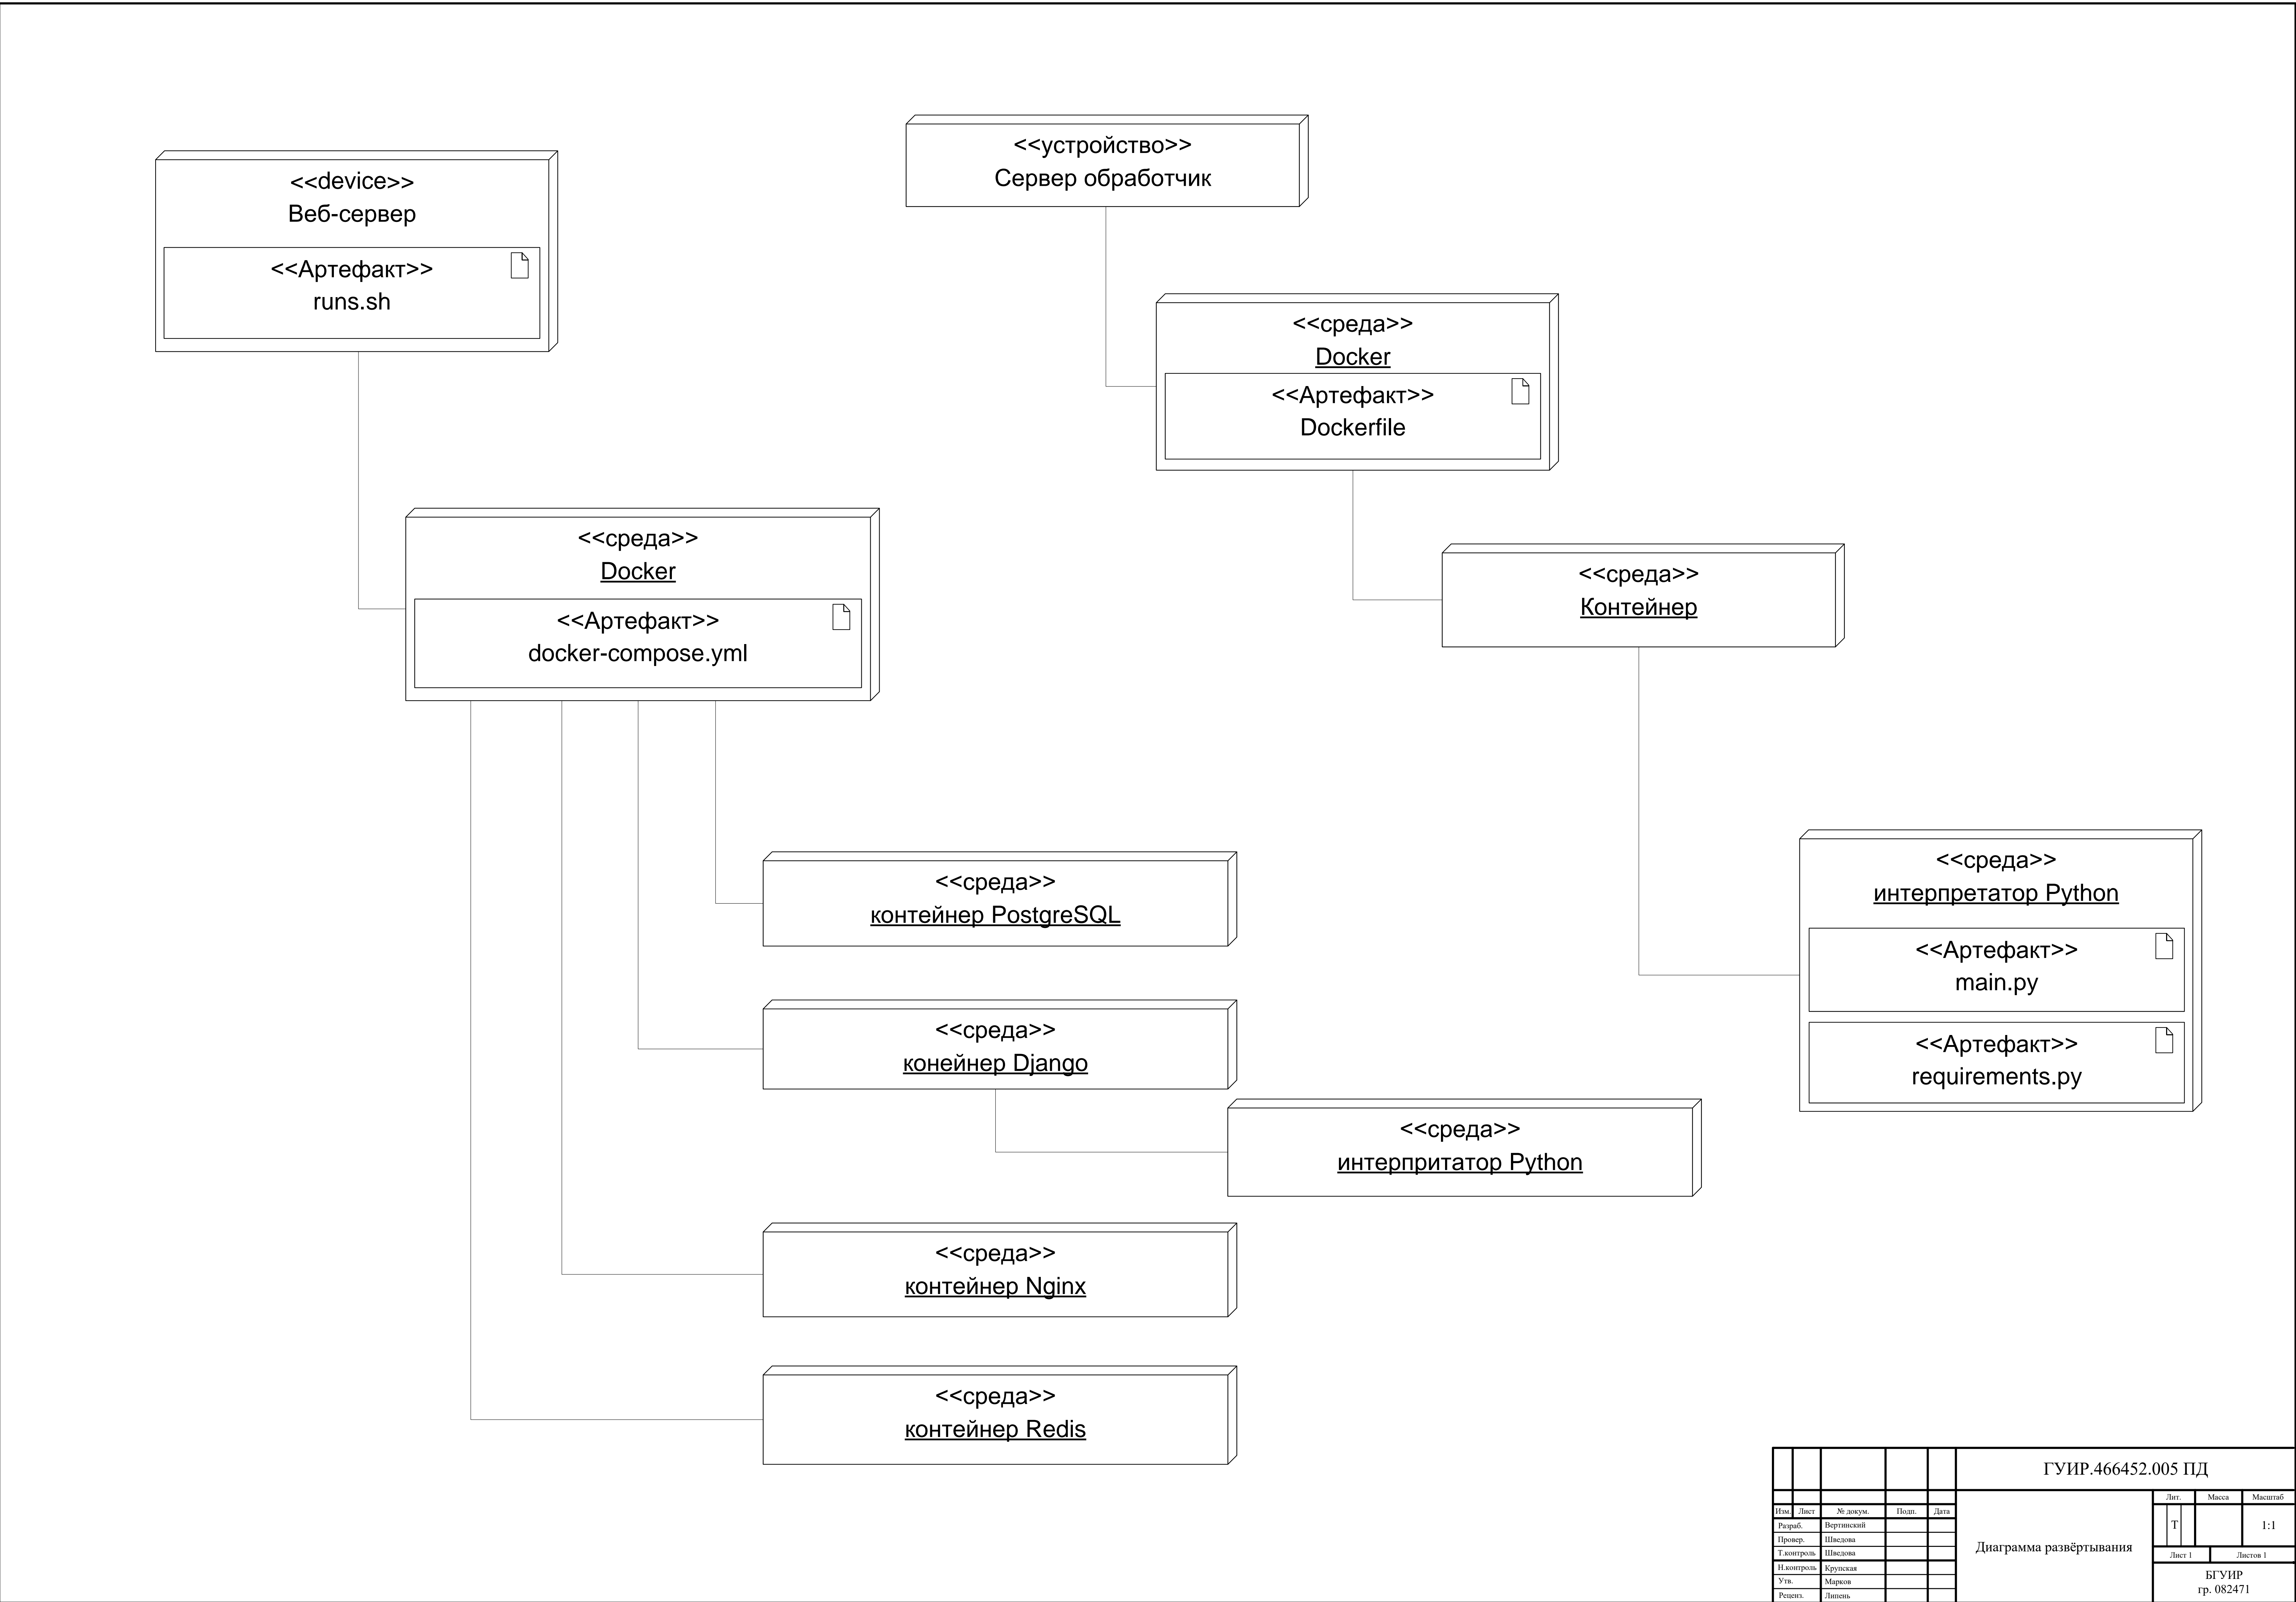 <<device>>
Веб-сервер
<<Артефакт>>
runs.sh
<<устройство>>
Сервер обработчик
<<среда>>
Docker
<<Артефакт>>
Dockerfile
<<среда>>
Docker
<<Артефакт>>
docker-compose.yml
<<среда>>
Контейнер
<<среда>>
контейнер PostgreSQL
<<среда>>
конейнер Django
<<среда>>
интерпритатор Python
<<среда>>
контейнер Nginx
<<среда>>
контейнер Redis
<<среда>>
интерпретатор Python
<<Артефакт>>
main.py
<<Артефакт>>
requirements.py
ГУИР.466452.005 ПД
Изм. Лист № докум. Подп. Дата
Разраб. Вертинский
Провер. Шведова
Т.контроль Шведова
Н.контроль Крупская
Утв. Марков
Реценз. Липень
Диаграмма развёртывания
Лит. Масса Масштаб
Т 1:1
Лист 1 Листов 1
БГУИР
гр. 082471